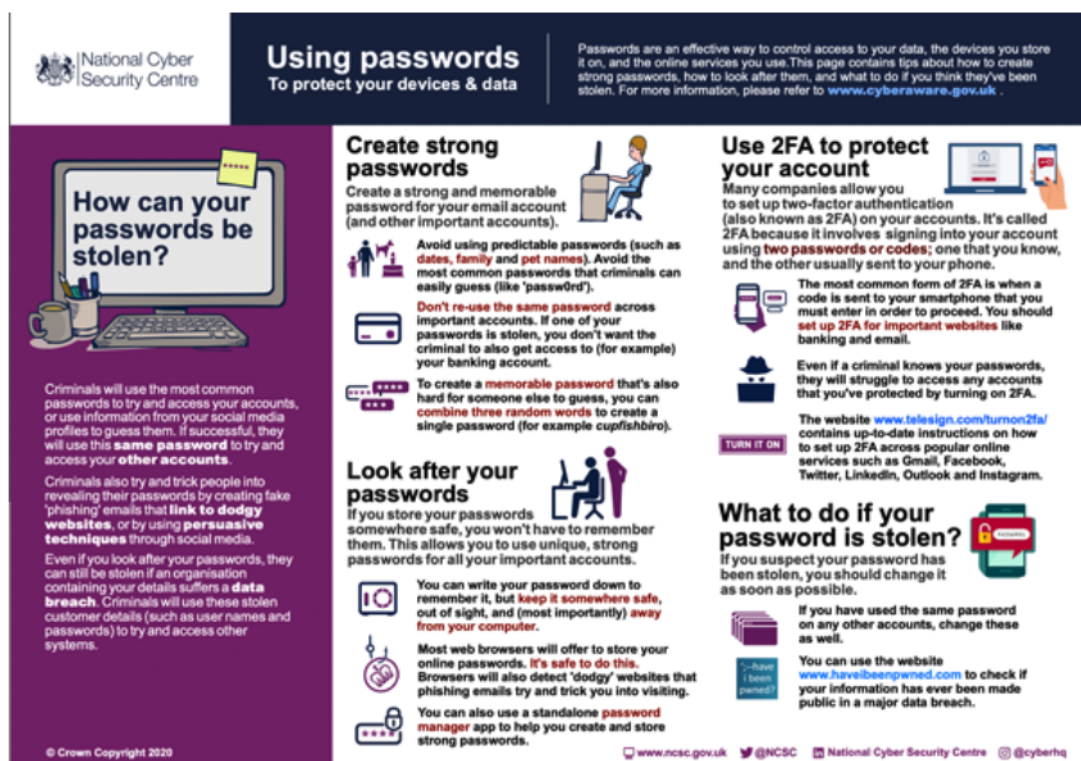 National Cyber
Security Centre
Using passwords
To protect your devices & data
Passwords are an effective way to control access to your data, the devices you store
it on, and the online services you use.This page contains tips about how to create
strong passwords, how to look after them, and what to do if you think they've been
stolen. For more information, please refer to www.cyberaware.gov.uk .
*****
How can your
passwords be
stolen?
Criminals will use the most common
passwords to try and access your accounts,
or use information from your social media
profiles to guess them. If successful, they
will use this same password to try and
access your other accounts.
Criminals also try and trick people into
revealing their passwords by creating fake
'phishing' emails that link to dodgy
websites, or by using persuasive
techniques through social media.
Even if you look after your passwords, they
can still be stolen if an organisation
containing your details suffers a data
breach. Criminals will use these stolen
customer details (such as user names and
passwords) to try and access other
systems.
© Crown Copyright 2020
Create strong
passwords
Create a strong and memorable
password for your email account
(and other important accounts).
Avoid using predictable passwords (such as
dates, family and pet names). Avoid the
most common passwords that criminals can
easily guess (like 'passw0rd').
Don't re-use the same password across
important accounts. If one of your
passwords is stolen, you don't want the
criminal to also get access to (for example)
your banking account.
To create a memorable password that's also
hard for someone else to guess, you can
combine three random words to create a
single password (for example cupfishbiro).
Look after your
passwords
If you store your passwords
somewhere safe, you won't have to remember
them. This allows you to use unique, strong
passwords for all your important accounts.
You can write your password down to
remember it, but keep it somewhere safe,
out of sight, and (most importantly) away
from your computer.
Most web browsers will offer to store your
online passwords. It's safe to do this.
Browsers will also detect 'dodgy' websites that
phishing emails try and trick you into visiting.
You can also use a standalone password
manager app to help you create and store
strong passwords.
Use 2FA to protect
your account
Many companies allow you
to set up two-factor authentication
(also known as 2FA) on your accounts. It's called
2FA because it involves signing into your account
using two passwords or codes; one that you know,
and the other usually sent to your phone.
The most common form of 2FA is when a
code is sent to your smartphone that you
must enter in order to proceed. You should
set up 2FA for important websites like
banking and email.
Even if a criminal knows your passwords,
they will struggle to access any accounts
that you've protected by turning on 2FA.
TURN IT ON
The website www.telesign.com/turnon2fa/
contains up-to-date instructions on how
to set up 2FA across popular online
services such as Gmail, Facebook,
Twitter, LinkedIn, Outlook and Instagram.
What to do if your
password is stolen?
If you suspect your password has
been stolen, you should change it
as soon as possible.
If you have used the same password
on any other accounts, change these
as well.
';--have
i been
pwned?
You can use the website
www.haveibeenpwned.com to check if
your information has ever been made
public in a major data breach.
www.ncsc.gov.uk @NCSC National Cyber Security Centre @cyberhq